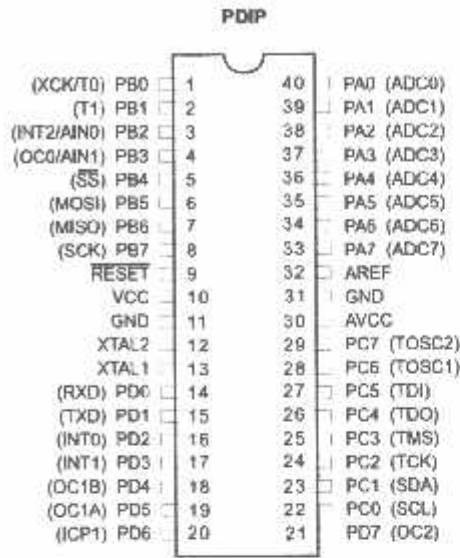 PDIP
(XCK/T0) PB0 1 40 PA0 (ADC0)
(T1) PB1 2 39 PA1 (ADC1)
(INT2/AIN0) PB2 3 38 PA2 (ADC2)
(OC0/AIN1) PB3 4 37 PA3 (ADC3)
(SS) PB4 5 36 PA4 (ADC4)
(MOSI) PB5 6 35 PA5 (ADC5)
(MISO) PB6 7 34 PA6 (ADC6)
(SCK) PB7 8 33 PA7 (ADC7)
RESET 9 32 AREF
VCC 10 31 GND
GND 11 30 AVCC
XTAL2 12 29 PC7 (TOSC2)
XTAL1 13 28 PC6 (TOSC1)
(RXD) PD0 14 27 PC5 (TDI)
(TXD) PD1 15 26 PC4 (TDO)
(INT0) PD2 16 25 PC3 (TMS)
(INT1) PD3 17 24 PC2 (TCK)
(OC1B) PD4 18 23 PC1 (SDA)
(OC1A) PD5 19 22 PC0 (SCL)
(ICP1) PD6 20 21 PD7 (OC2)